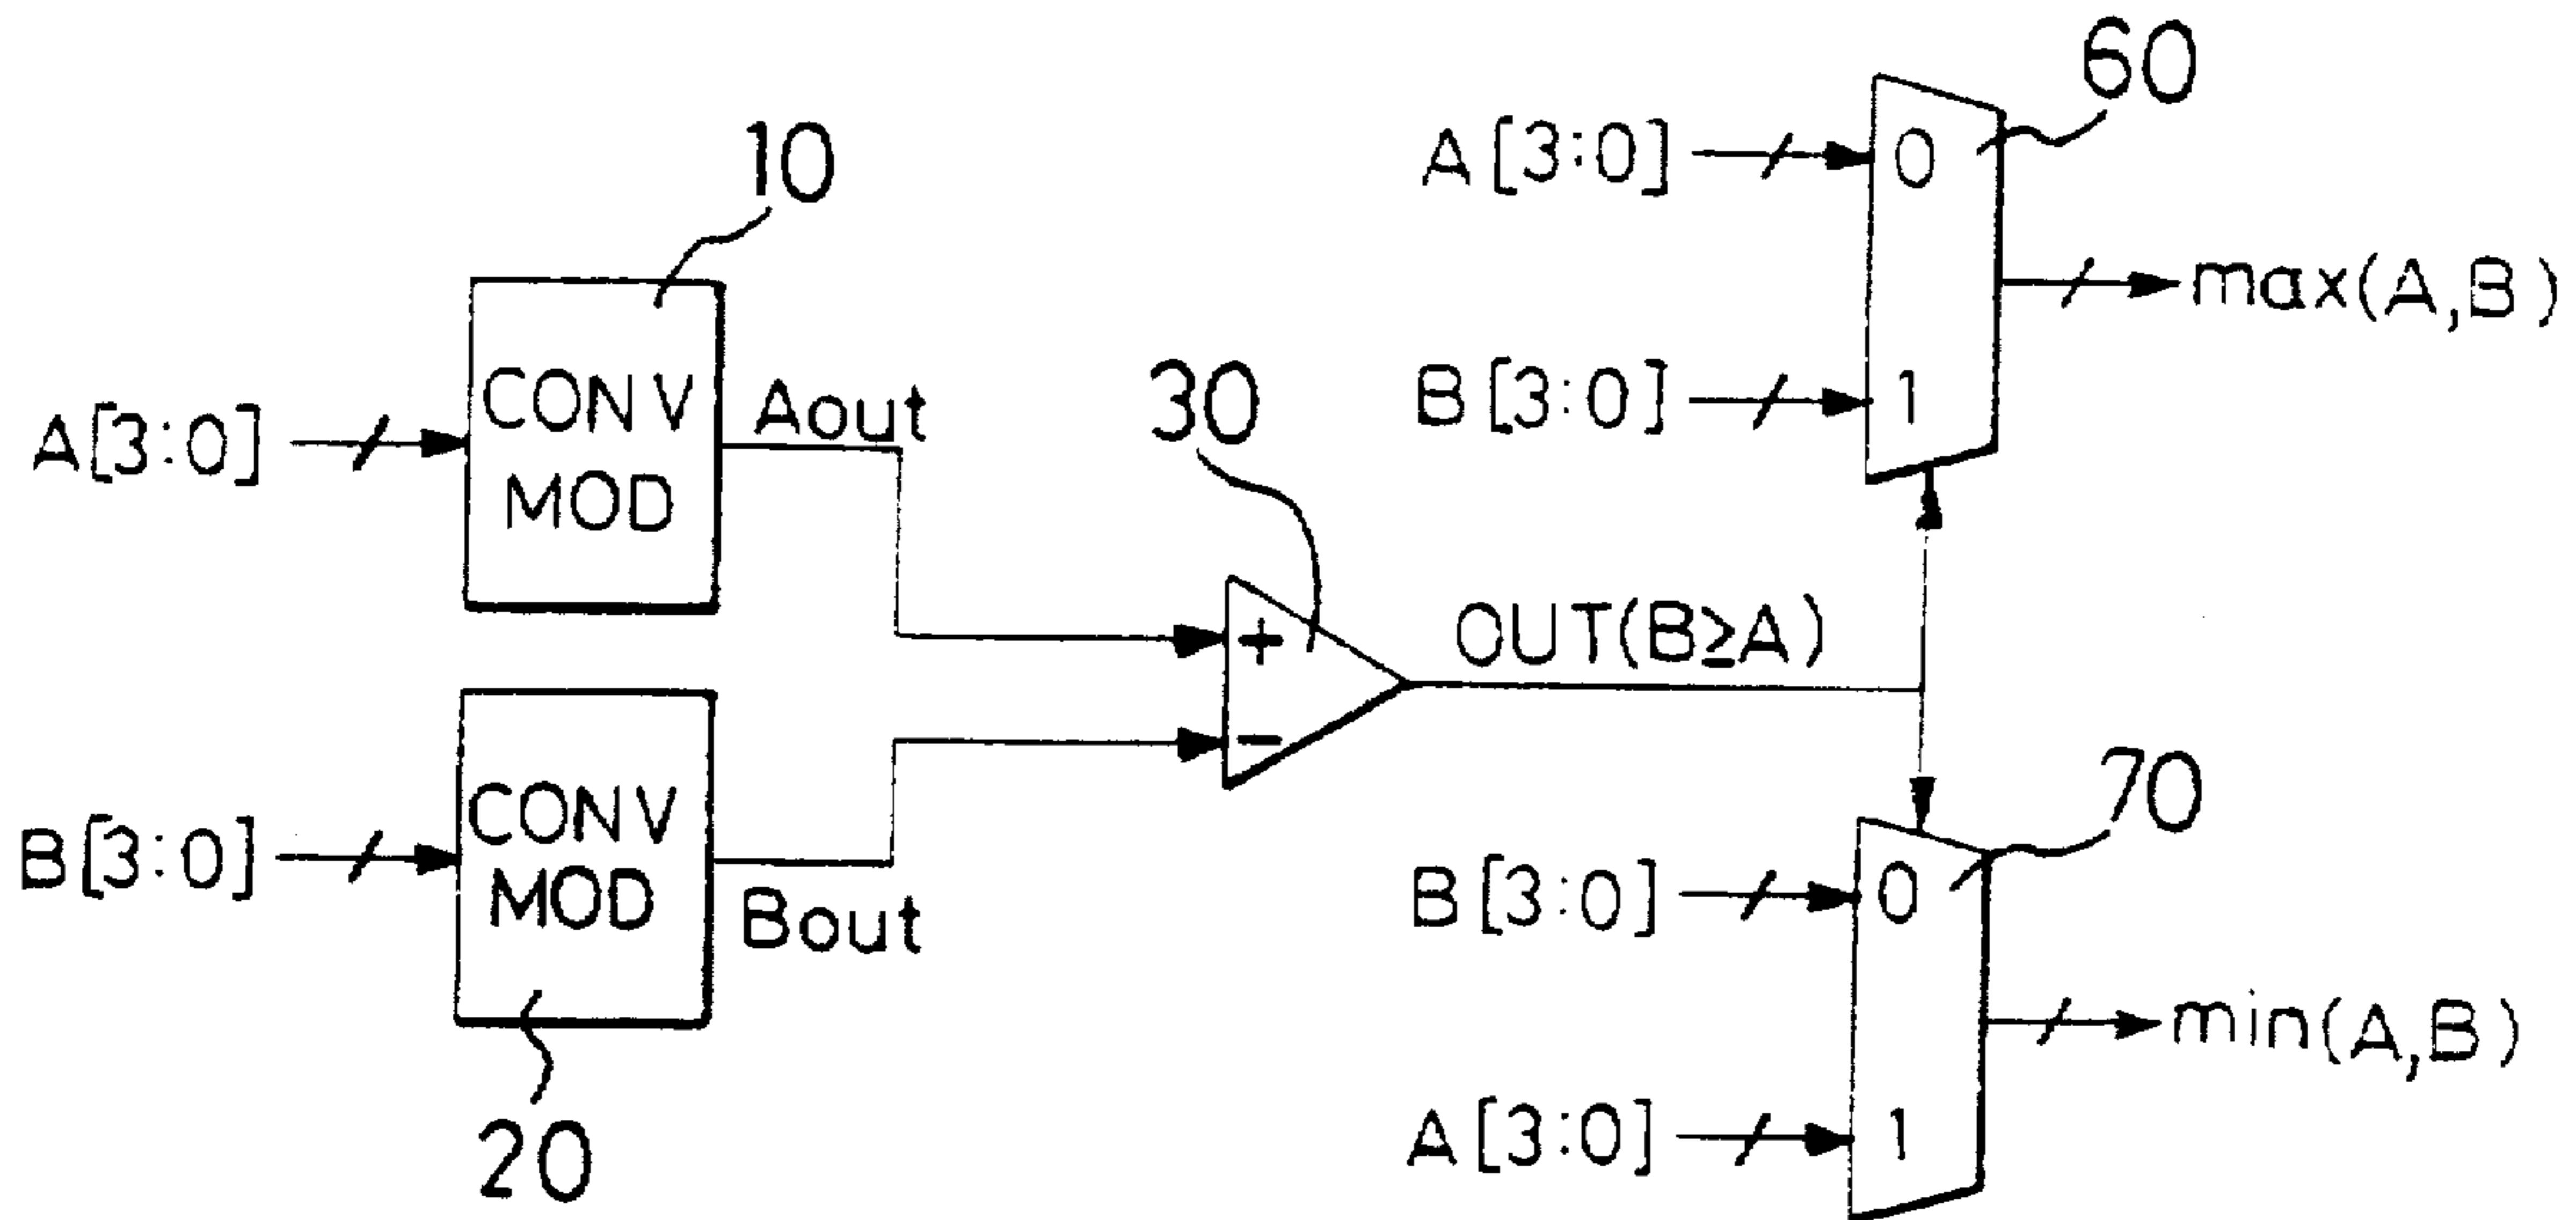 60
A[3:0]
0
max(A,B)
B[3:0]
1
10
CONV
MOD
A[3:0]
Aout
30
+
-
OUT(B≥A)
CONV
MOD
B[3:0]
Bout
20
70
B[3:0]
0
min(A,B)
A[3:0]
1